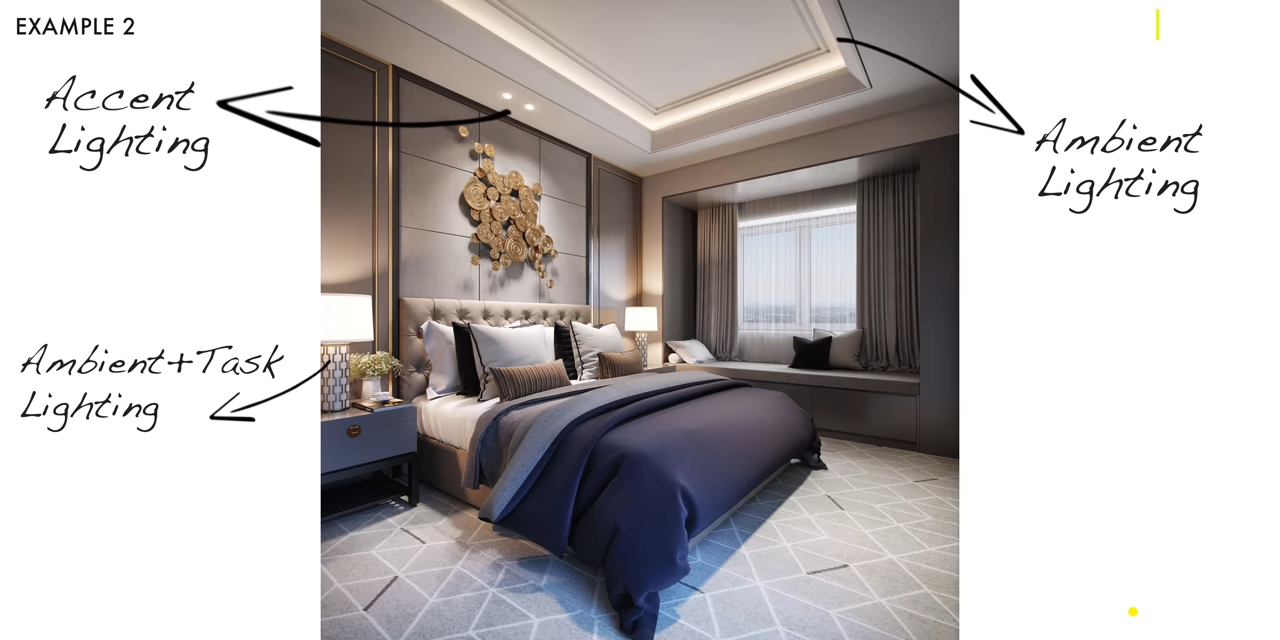 EXAMPLE 2
Accent
Lighting
Ambient
Lighting
Ambient+Task
Lighting